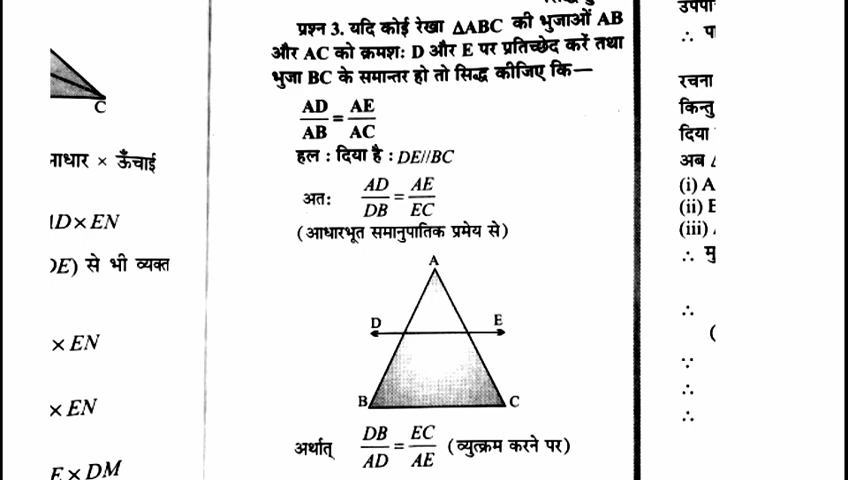 C
× ऊँचाई
D×EN
से भी व्यक्त
× EN
× EN
E × DM
प्रश्न 3. यदि कोई रेखा ΔABC की भुजाओं AB
और AC को क्रमशः D और E पर प्रतिच्छेद करें तथा
भुजा BC के समान्तर हो तो सिद्ध कीजिए कि—
AD/AB = AE/AC
हल : दिया है : DE//BC
अतः AD/DB = AE/EC
(आधारभूत समानुपातिक प्रमेय से)
A
D E
B C
अर्थात् DB/AD = EC/AE (व्युत्क्रम करने पर)
∴
रचना
किन्तु
दिया
अब
(i) A
(ii)
(iii)
∴
∴
(
∵
∴
∴